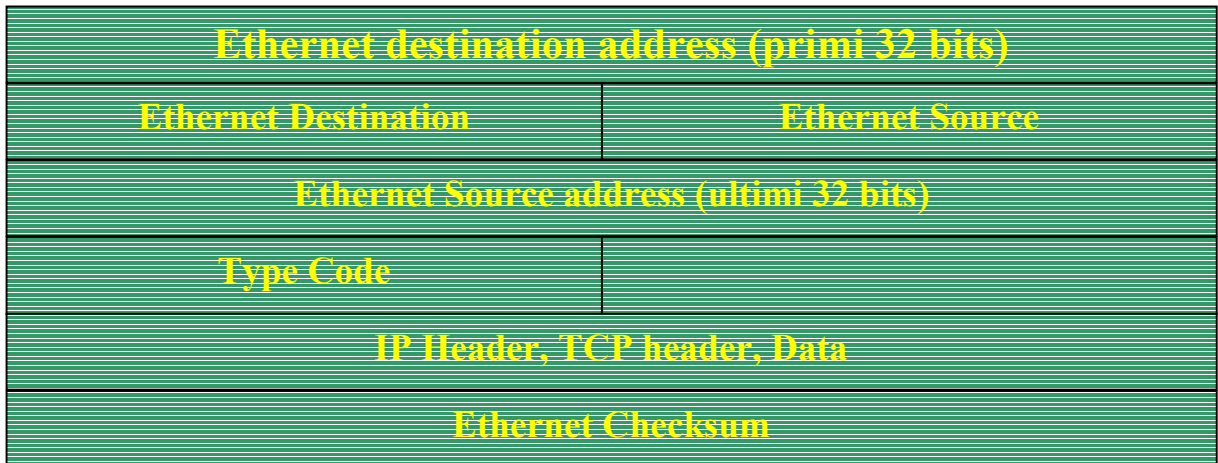 Ethernet destination address (primi 32 bits)
Ethernet Destination
Ethernet Source
Ethernet Source address (ultimi 32 bits)
Type Code
IP Header, TCP header, Data
Ethernet Checksum